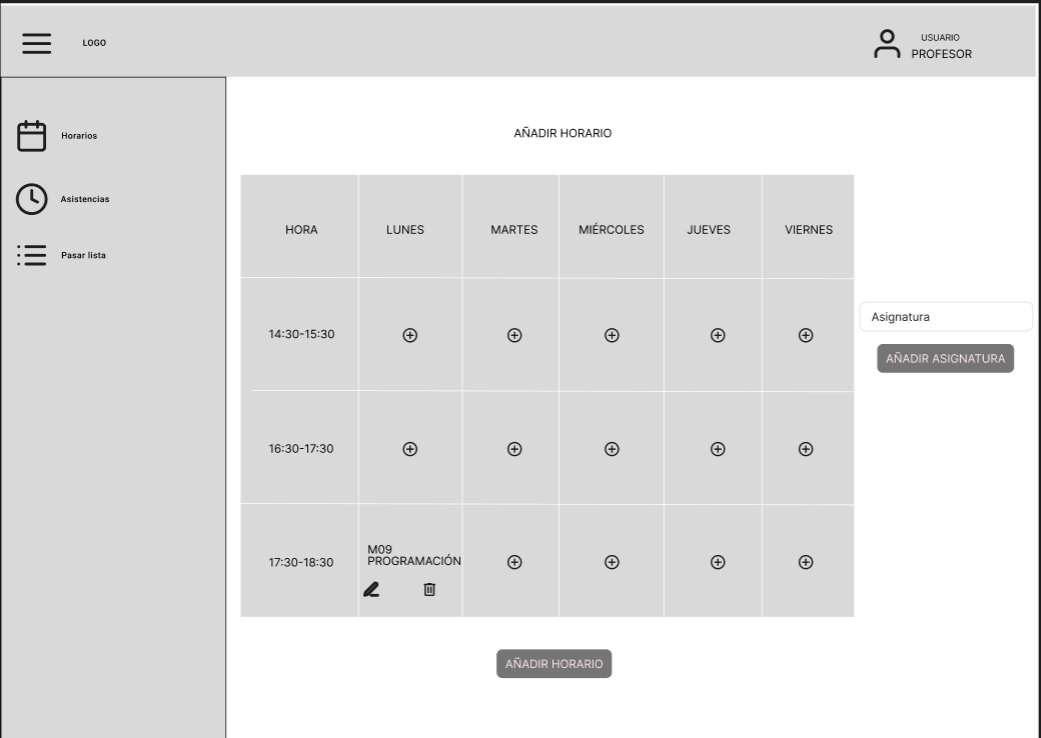 LOGO
USUARIO
PROFESOR
Horarios
Asistencias
Pasar lista
AÑADIR HORARIO
HORA LUNES MARTES MIÉRCOLES JUEVES VIERNES
14:30-15:30
16:30-17:30
17:30-18:30
M09
PROGRAMACIÓN
Asignatura
AÑADIR ASIGNATURA
AÑADIR HORARIO